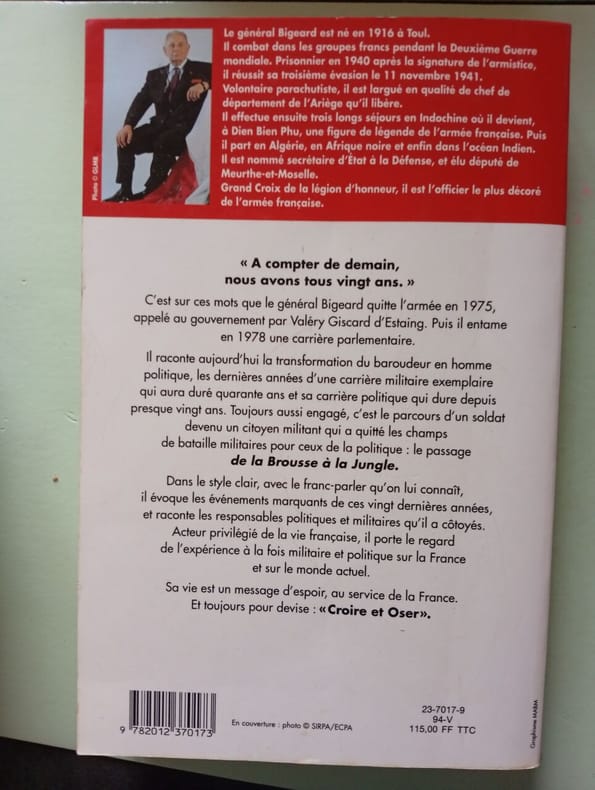 Le général Bigeard est né en 1916 à Toul.
Il combat dans les groupes francs pendant la Deuxième Guerre
mondiale. Prisonnier en 1940 après la signature de l'armistice,
il réussit sa troisième évasion le 11 novembre 1941.
Volontaire parachutiste, il est largué en qualité de chef de
département de l'Ariège qu'il libère.
Il effectue ensuite trois longs séjours en Indochine où il devient,
à Dien Bien Phu, une figure de légende de l'armée française. Puis
il part en Algérie, en Afrique noire et enfin dans l'océan Indien.
Il est nommé secrétaire d'État à la Défense, et élu député de
Meurthe-et-Moselle.
Grand Croix de la légion d'honneur, il est l'officier le plus décoré
de l'armée française.
Photo © GLMR
« A compter de demain,
nous avons tous vingt ans. »
C'est sur ces mots que le général Bigeard quitte l'armée en 1975,
appelé au gouvernement par Valéry Giscard d'Estaing. Puis il entame
en 1978 une carrière parlementaire.
Il raconte aujourd'hui la transformation du baroudeur en homme
politique, les dernières années d'une carrière militaire exemplaire
qui aura duré quarante ans et sa carrière politique qui dure depuis
presque vingt ans. Toujours aussi engagé, c'est le parcours d'un soldat
devenu un citoyen militant qui a quitté les champs
de bataille militaires pour ceux de la politique : le passage
de la Brousse à la Jungle.
Dans le style clair, avec le franc-parler qu'on lui connaît,
il évoque les événements marquants de ces vingt dernières années,
et raconte les responsables politiques et militaires qu'il a côtoyés.
Acteur privilégié de la vie française, il porte le regard
de l'expérience à la fois militaire et politique sur la France
et sur le monde actuel.
Sa vie est un message d'espoir, au service de la France.
Et toujours pour devise : «Croire et Oser».
9 782012 370173
En couverture : photo © SIRPA/ECPA
23-7017-9
94-V
115,00 FF TTC
Graphisme MABM